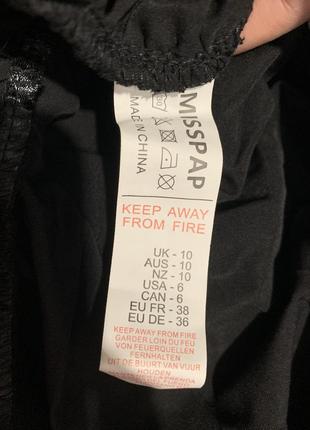 MISSPAP
MADE IN CHINA
KEEP AWAY
FROM FIRE
UK - 10
AUS - 10
NZ - 10
USA - 6
CAN - 6
EU FR - 38
EU DE - 36
KEEP AWAY FROM FIRE
GARDER LOIN DU FEU
VON FEUERQUELLEN
FERNHALTEN
UIT DE BUURT VAN VUUR
HOUDEN